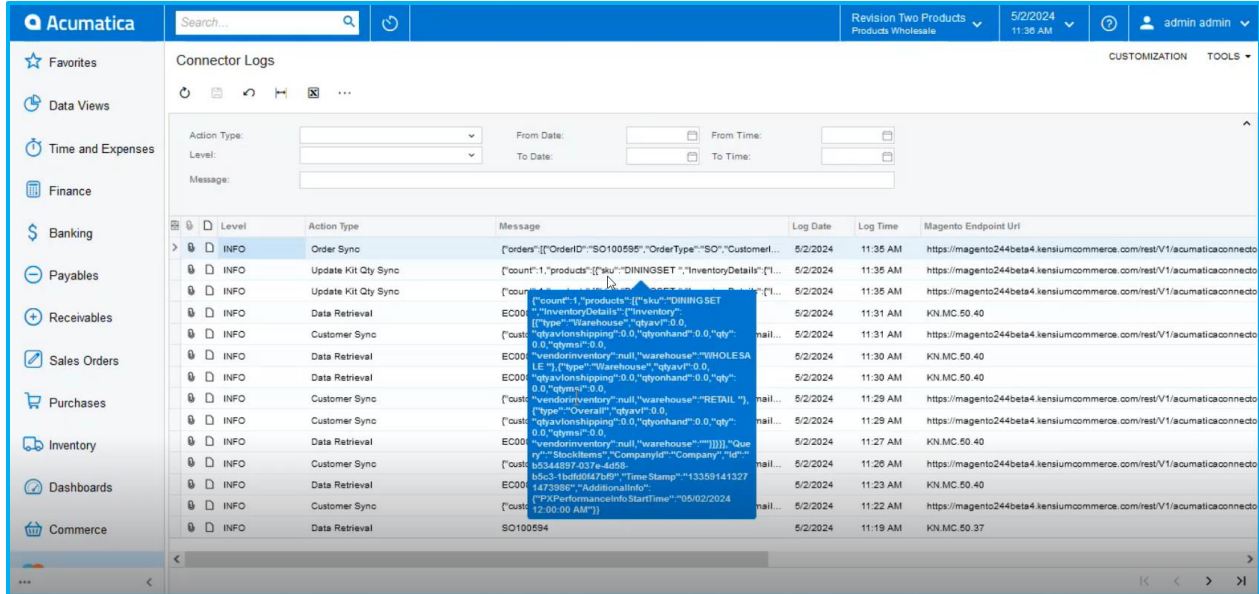 Acumatica
Search...
Revision Two Products
Products Wholesale
5/2/2024
11:36 AM
admin admin
Favorites
Data Views
Time and Expenses
Finance
Banking
Payables
Receivables
Sales Orders
Purchases
Inventory
Dashboards
Commerce
Connector Logs
CUSTOMIZATION TOOLS
Action Type: From Date: From Time:
Level: To Date: To Time:
Message:
Level Action Type Message Log Date Log Time Magento Endpoint Url
INFO Order Sync {"orders":[{"OrderID":"SO100595","OrderType":"SO","CustomerI... 5/2/2024 11:35 AM https://magento244beta4.kensiumcommerce.com/rest/V1/acumaticaconnecto
INFO Update Kit Qty Sync {"count":1,"products":[{"sku":"DININGSET ","InventoryDetails":{"I... 5/2/2024 11:35 AM https://magento244beta4.kensiumcommerce.com/rest/V1/acumaticaconnecto
INFO Update Kit Qty Sync 5/2/2024 11:35 AM https://magento244beta4.kensiumcommerce.com/rest/V1/acumaticaconnecto
INFO Data Retrieval EC000 5/2/2024 11:31 AM KN.MC.50.40
INFO Customer Sync {"custo mail... 5/2/2024 11:31 AM https://magento244beta4.kensiumcommerce.com/rest/V1/acumaticaconnecto
INFO Data Retrieval EC000 5/2/2024 11:30 AM KN.MC.50.40
INFO Data Retrieval EC000 5/2/2024 11:30 AM KN.MC.50.40
INFO Customer Sync {"custo mail... 5/2/2024 11:29 AM https://magento244beta4.kensiumcommerce.com/rest/V1/acumaticaconnecto
INFO Customer Sync {"custo mail... 5/2/2024 11:29 AM https://magento244beta4.kensiumcommerce.com/rest/V1/acumaticaconnecto
INFO Data Retrieval EC000 5/2/2024 11:27 AM KN.MC.50.40
INFO Customer Sync {"custo mail... 5/2/2024 11:26 AM https://magento244beta4.kensiumcommerce.com/rest/V1/acumaticaconnecto
INFO Data Retrieval EC000 5/2/2024 11:23 AM KN.MC.50.40
INFO Customer Sync {"custo mail... 5/2/2024 11:22 AM https://magento244beta4.kensiumcommerce.com/rest/V1/acumaticaconnecto
INFO Data Retrieval SO100594 5/2/2024 11:19 AM KN.MC.50.37
{"count":1,"products":[{"sku":"DININGSET
","InventoryDetails":{"Inventory":
[{"type":"Warehouse","qtyavl":0.0,
"qtyavlonshipping":0.0,"qtyonhand":0.0,"qty":
0.0,"qtymsi":0.0,
"vendorinventory":null,"warehouse":"WHOLESA
LE "},{"type":"Warehouse","qtyavl":0.0,
"qtyavlonshipping":0.0,"qtyonhand":0.0,"qty":
0.0,"qtymsi":0.0,
"vendorinventory":null,"warehouse":"RETAIL "},
{"type":"Overall","qtyavl":0.0,
"qtyavlonshipping":0.0,"qtyonhand":0.0,"qty":
0.0,"qtymsi":0.0,
"vendorinventory":null,"warehouse":""}]}}],"Que
ry":"StockItems","CompanyId":"Company","Id":"
b5344897-037e-4d58-
b5c3-1bdfd0f47bf9","TimeStamp":"13359141327
1473986","AdditionalInfo":
{"PXPerformanceInfoStartTime":"05/02/2024
12:00:00 AM"}}